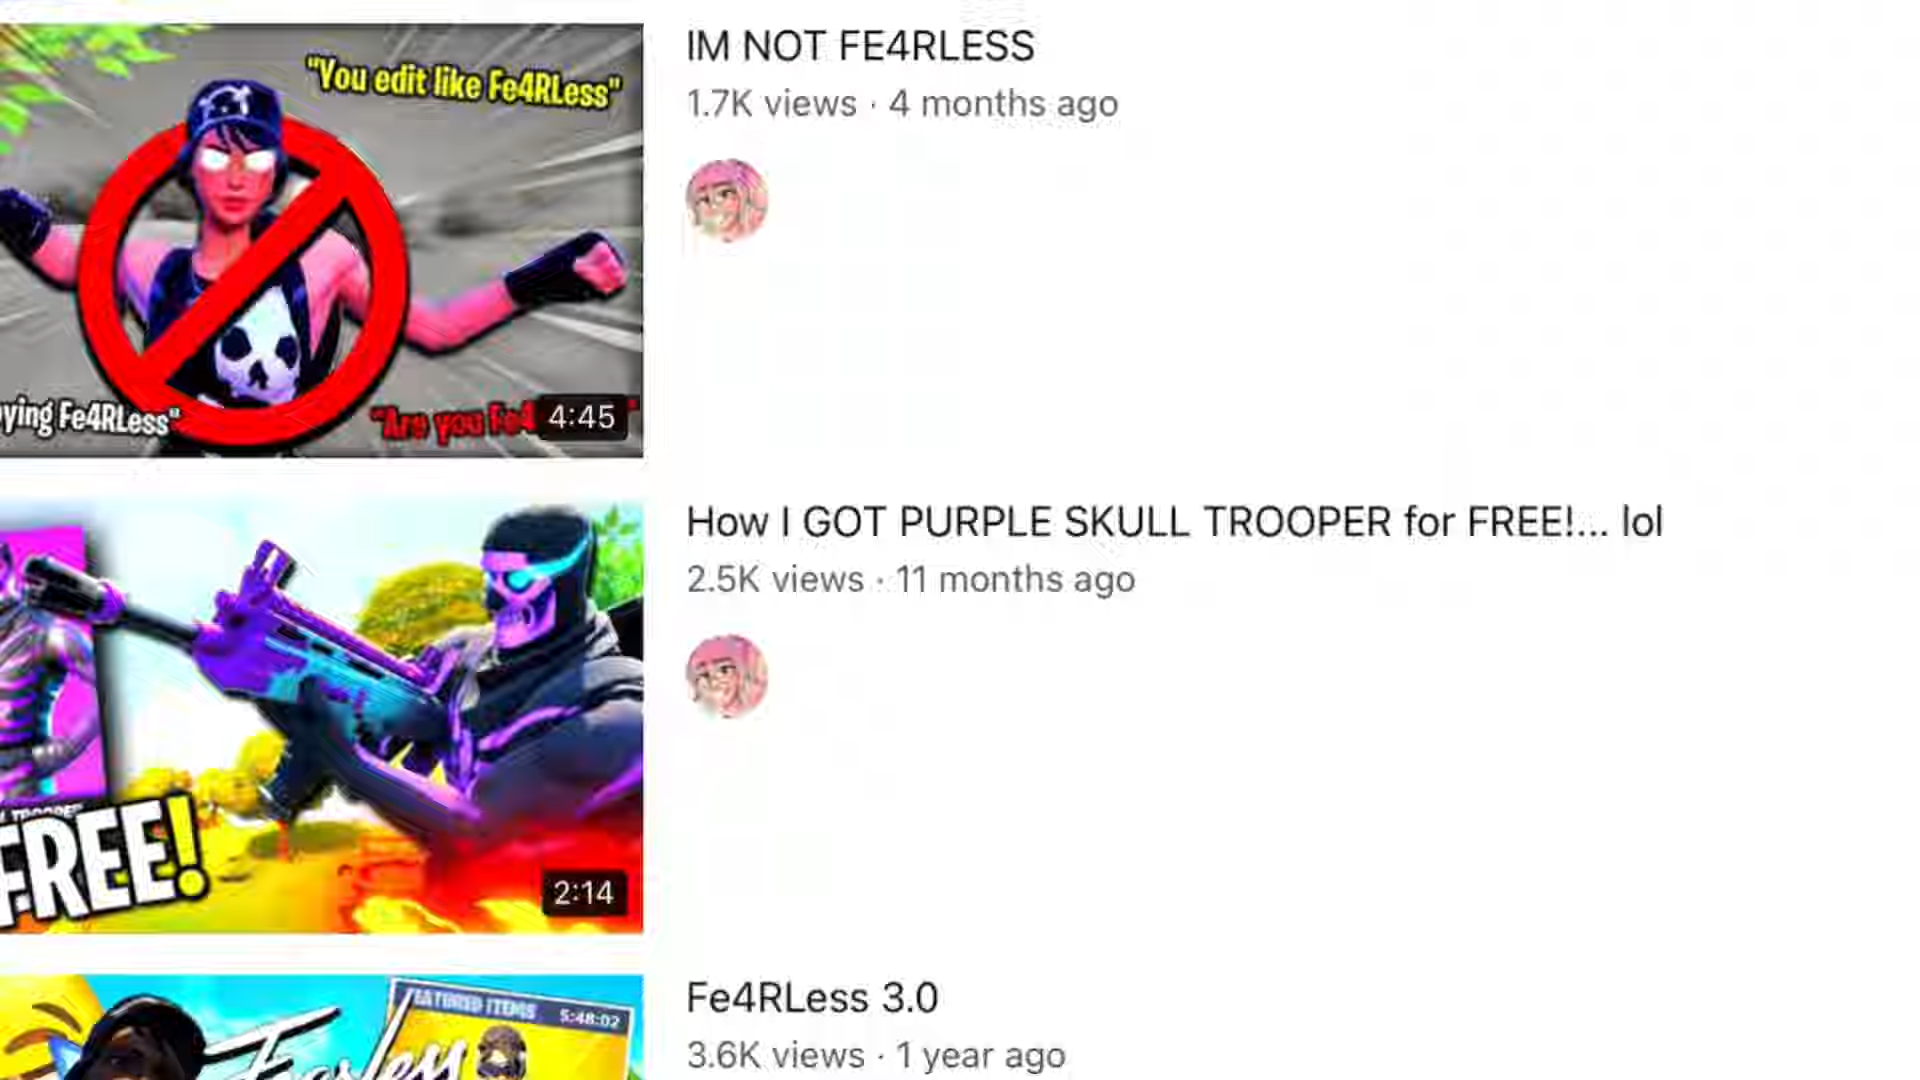 "You edit like Fe4RLess"
ying Fe4RLess"
"Are you Fe4
4:45
IM NOT FE4RLESS
1.7K views · 4 months ago
TROOPER
FREE!
2:14
How I GOT PURPLE SKULL TROOPER for FREE!... lol
2.5K views · 11 months ago
FEATURED ITEMS 5:48:02
Fearless
Fe4RLess 3.0
3.6K views · 1 year ago